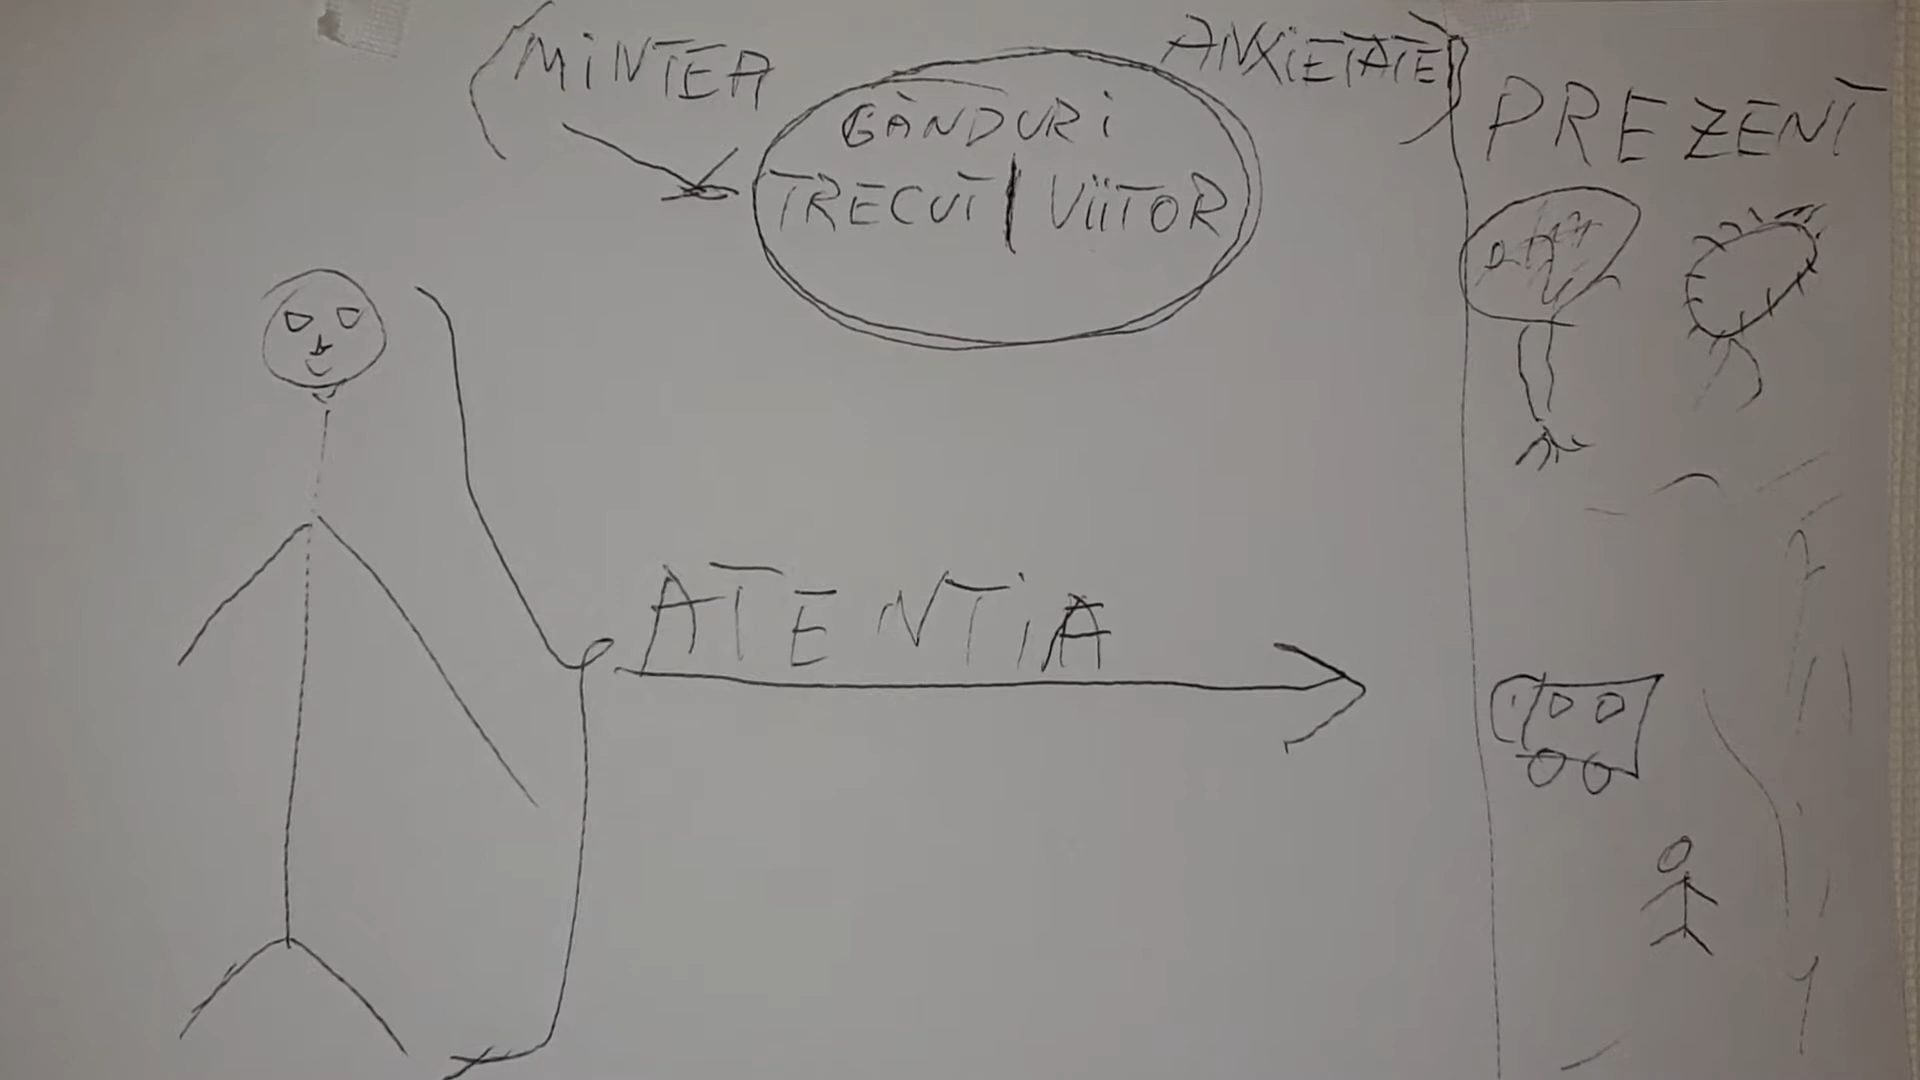 MINTEA
ANXIETATE
GÂNDURI
TRECUT | VIITOR
PREZENT
ATENTIA